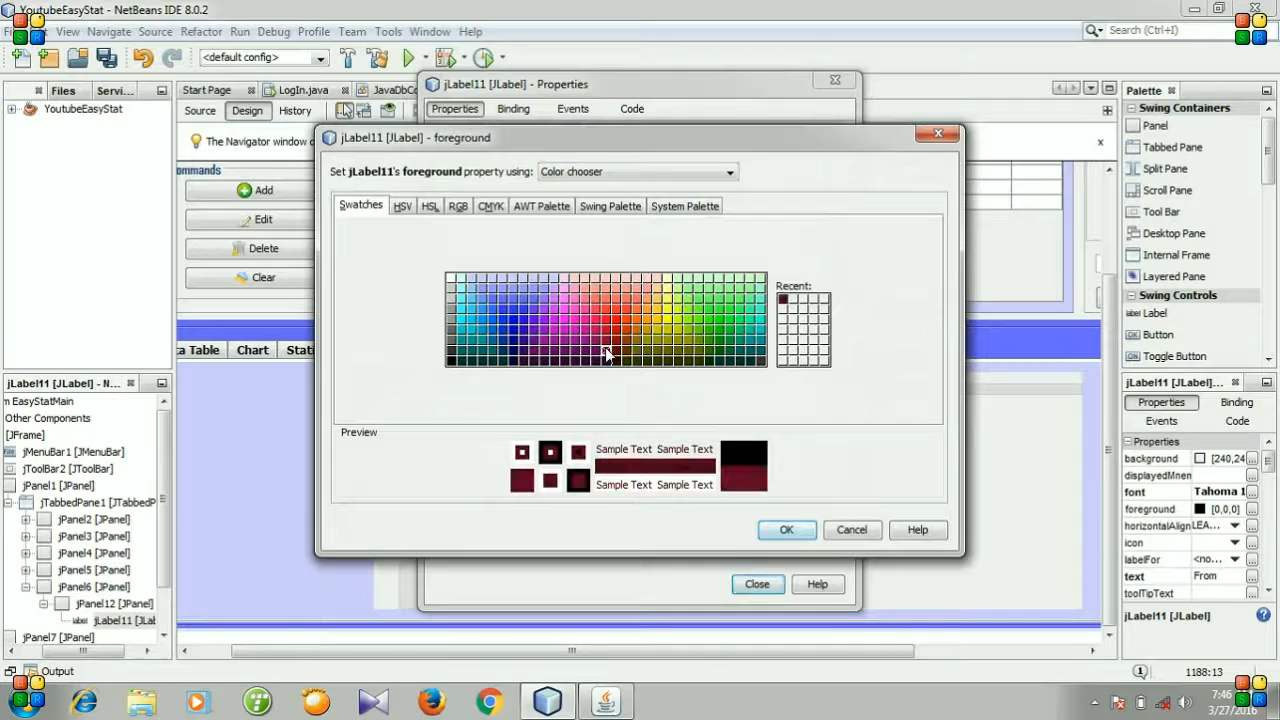 YoutubeEasyStat - NetBeans IDE 8.0.2
View Navigate Source Refactor Run Debug Profile Team Tools Window Help
Search (Ctrl+I)
<default config>
Files Servi...
Start Page LogIn.java JavaDbCo
Palette
YoutubeEasyStat
Source Design History
The Navigator window
ommands
Add
Edit
Delete
Clear
a Table Chart Stati
jLabel11 [JLabel] - Properties
Properties Binding Events Code
jLabel11 [JLabel] - foreground
Set jLabel11's foreground property using: Color chooser
Swatches HSV HSL RGB CMYK AWT Palette Swing Palette System Palette
Recent:
Preview
Sample Text Sample Text
Sample Text Sample Text
OK Cancel Help
Close Help
Swing Containers
Panel
Tabbed Pane
Split Pane
Scroll Pane
Tool Bar
Desktop Pane
Internal Frame
Layered Pane
Swing Controls
Label
Button
Toggle Button
jLabel11 [JLabel] - N...
m EasyStatMain
Other Components
[JFrame]
jMenuBar1 [JMenuBar]
jToolBar2 [JToolBar]
jPanel1 [JPanel]
jTabbedPane1 [JTabbedP
jPanel2 [JPanel]
jPanel3 [JPanel]
jPanel4 [JPanel]
jPanel5 [JPanel]
jPanel6 [JPanel]
jPanel12 [JPanel]
label jLabel11 [JLab
jPanel7 [JPanel]
jLabel11 [JLabel]...
Properties Binding
Events Code
Properties
background [240,24
displayedMnen
font Tahoma 1
foreground [0,0,0]
horizontalAlign LEA...
icon
labelFor <no...
text From
toolTipText
jLabel11 [JLabel]
Output
1188:13
7:46
3/27/2016